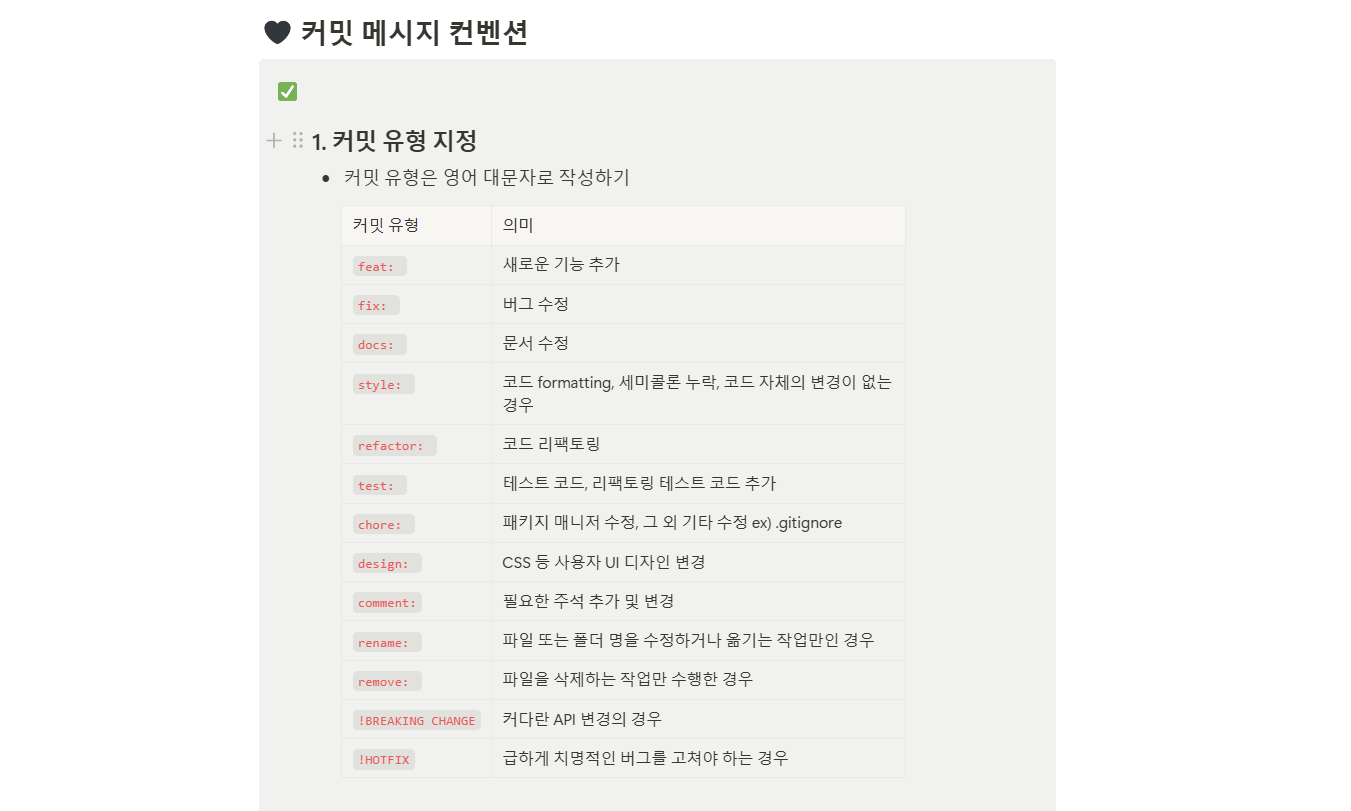 커밋 메시지 컨벤션
1. 커밋 유형 지정
커밋 유형은 영어 대문자로 작성하기
커밋 유형 의미
feat: 새로운 기능 추가
fix: 버그 수정
docs: 문서 수정
style: 코드 formatting, 세미콜론 누락, 코드 자체의 변경이 없는
경우
refactor: 코드 리팩토링
test: 테스트 코드, 리팩토링 테스트 코드 추가
chore: 패키지 매니저 수정, 그 외 기타 수정 ex) .gitignore
design: CSS 등 사용자 UI 디자인 변경
comment: 필요한 주석 추가 및 변경
rename: 파일 또는 폴더 명을 수정하거나 옮기는 작업만인 경우
remove: 파일을 삭제하는 작업만 수행한 경우
!BREAKING CHANGE 커다란 API 변경의 경우
!HOTFIX 급하게 치명적인 버그를 고쳐야 하는 경우